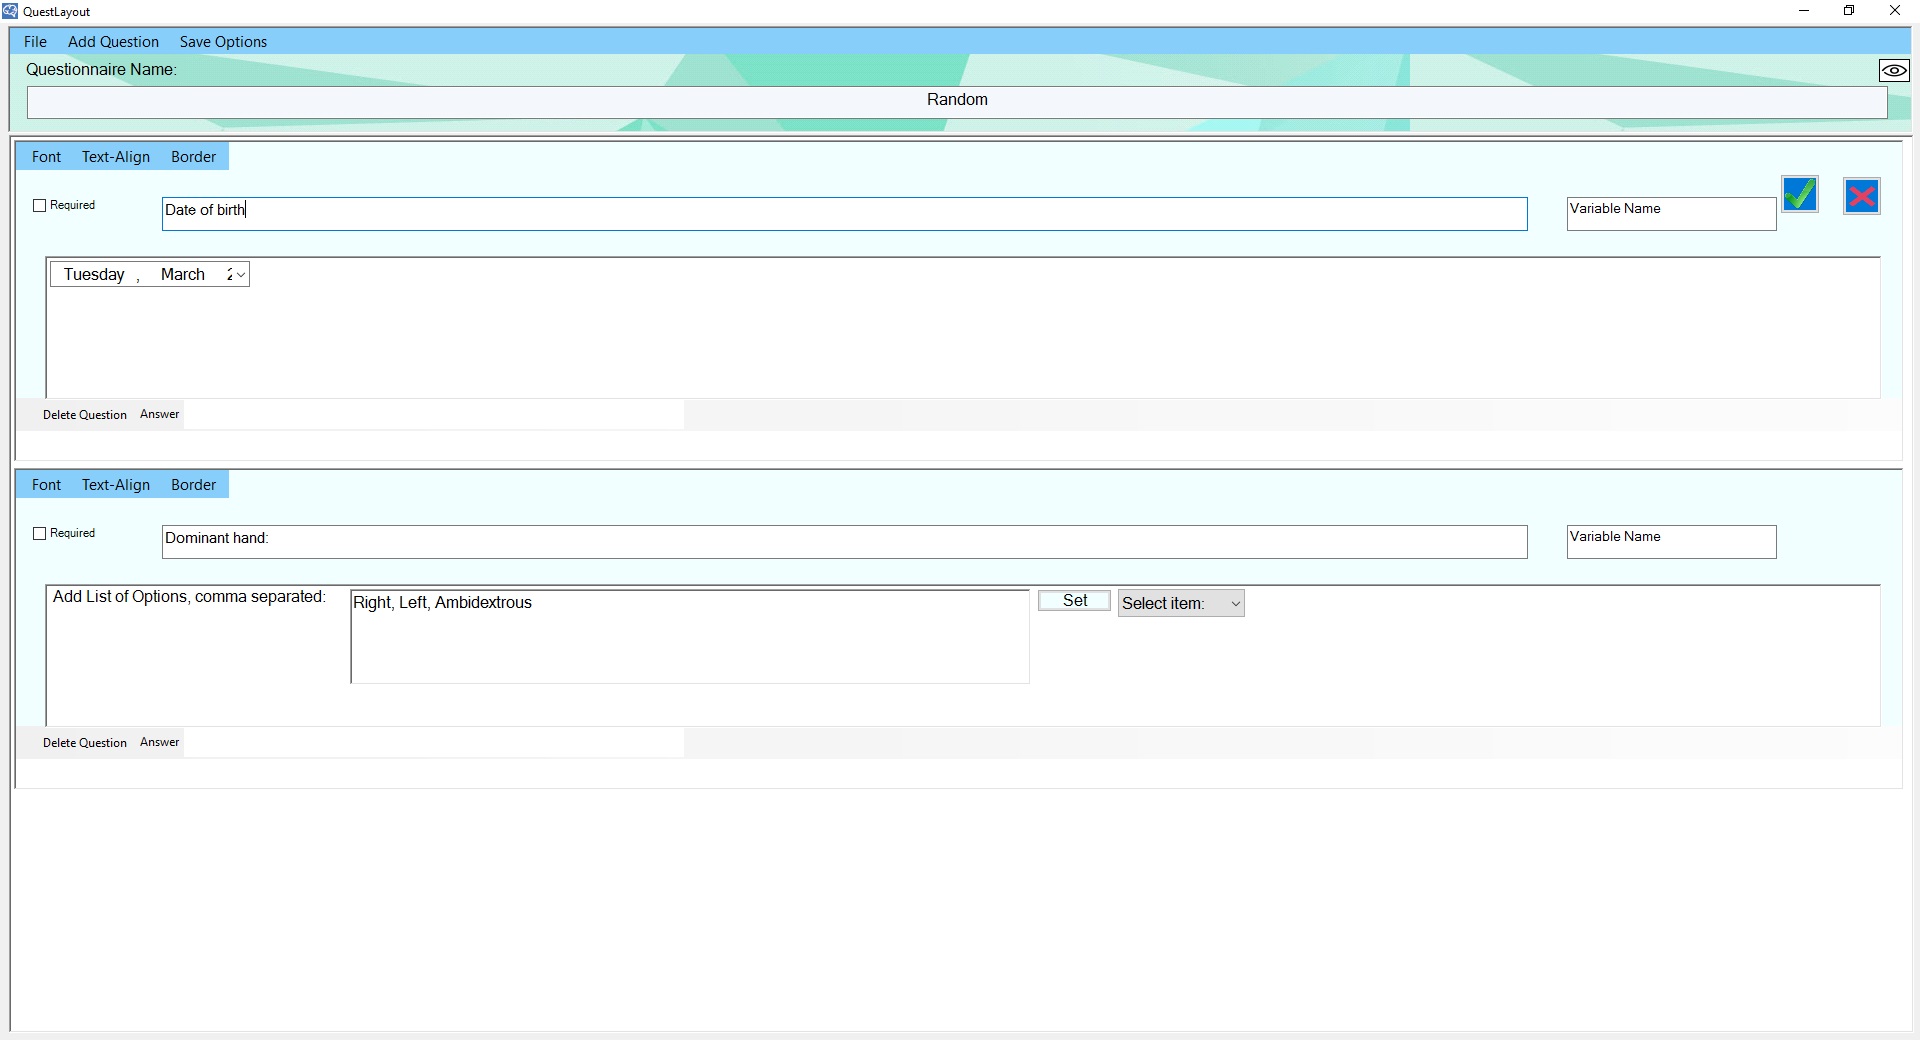 QuestLayout
File Add Question Save Options
Questionnaire Name:
Random
Font Text-Align Border
Required
Date of birth
Variable Name
Tuesday , March
Delete Question Answer
Font Text-Align Border
Required
Dominant hand:
Variable Name
Add List of Options, comma separated:
Right, Left, Ambidextrous
Set
Select item:
Delete Question Answer